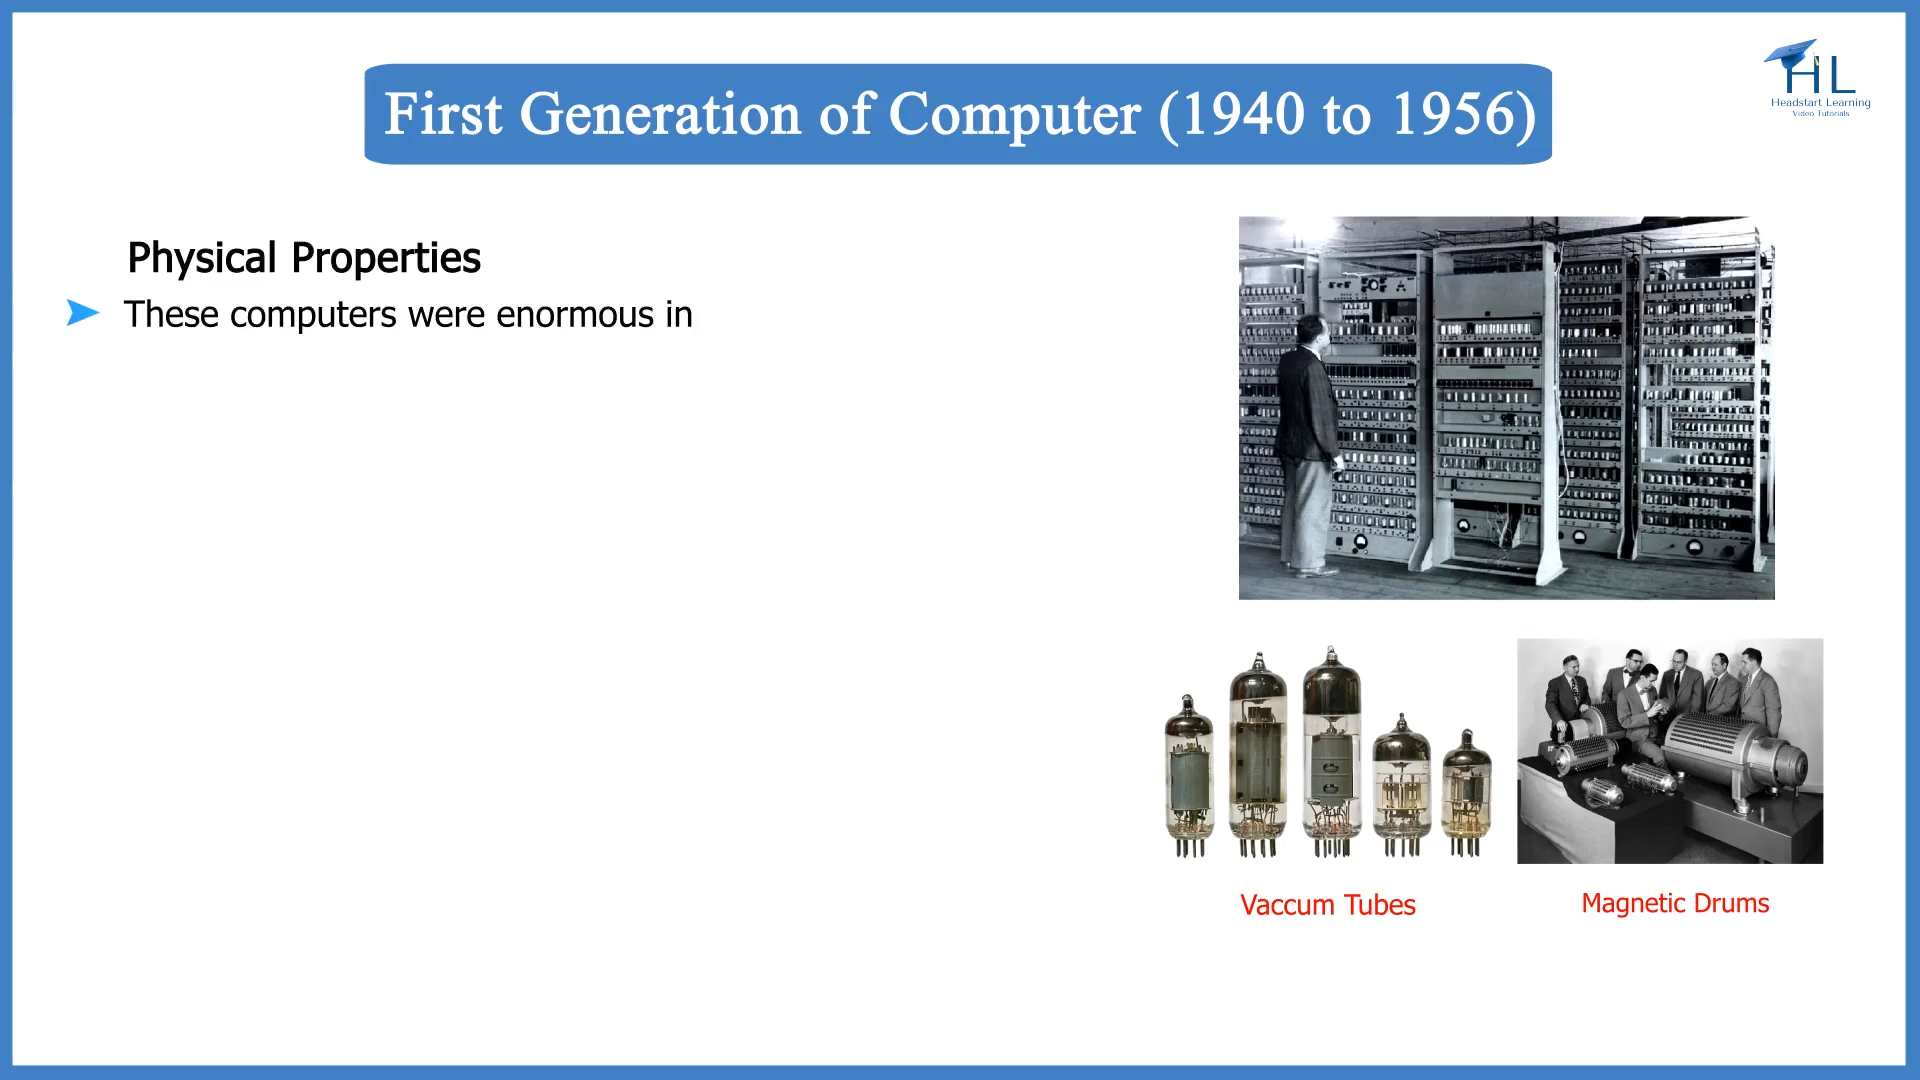 First Generation of Computer (1940 to 1956)
HL
Headstart Learning
Video Tutorials
Physical Properties
These computers were enormous in
Vaccum Tubes
Magnetic Drums